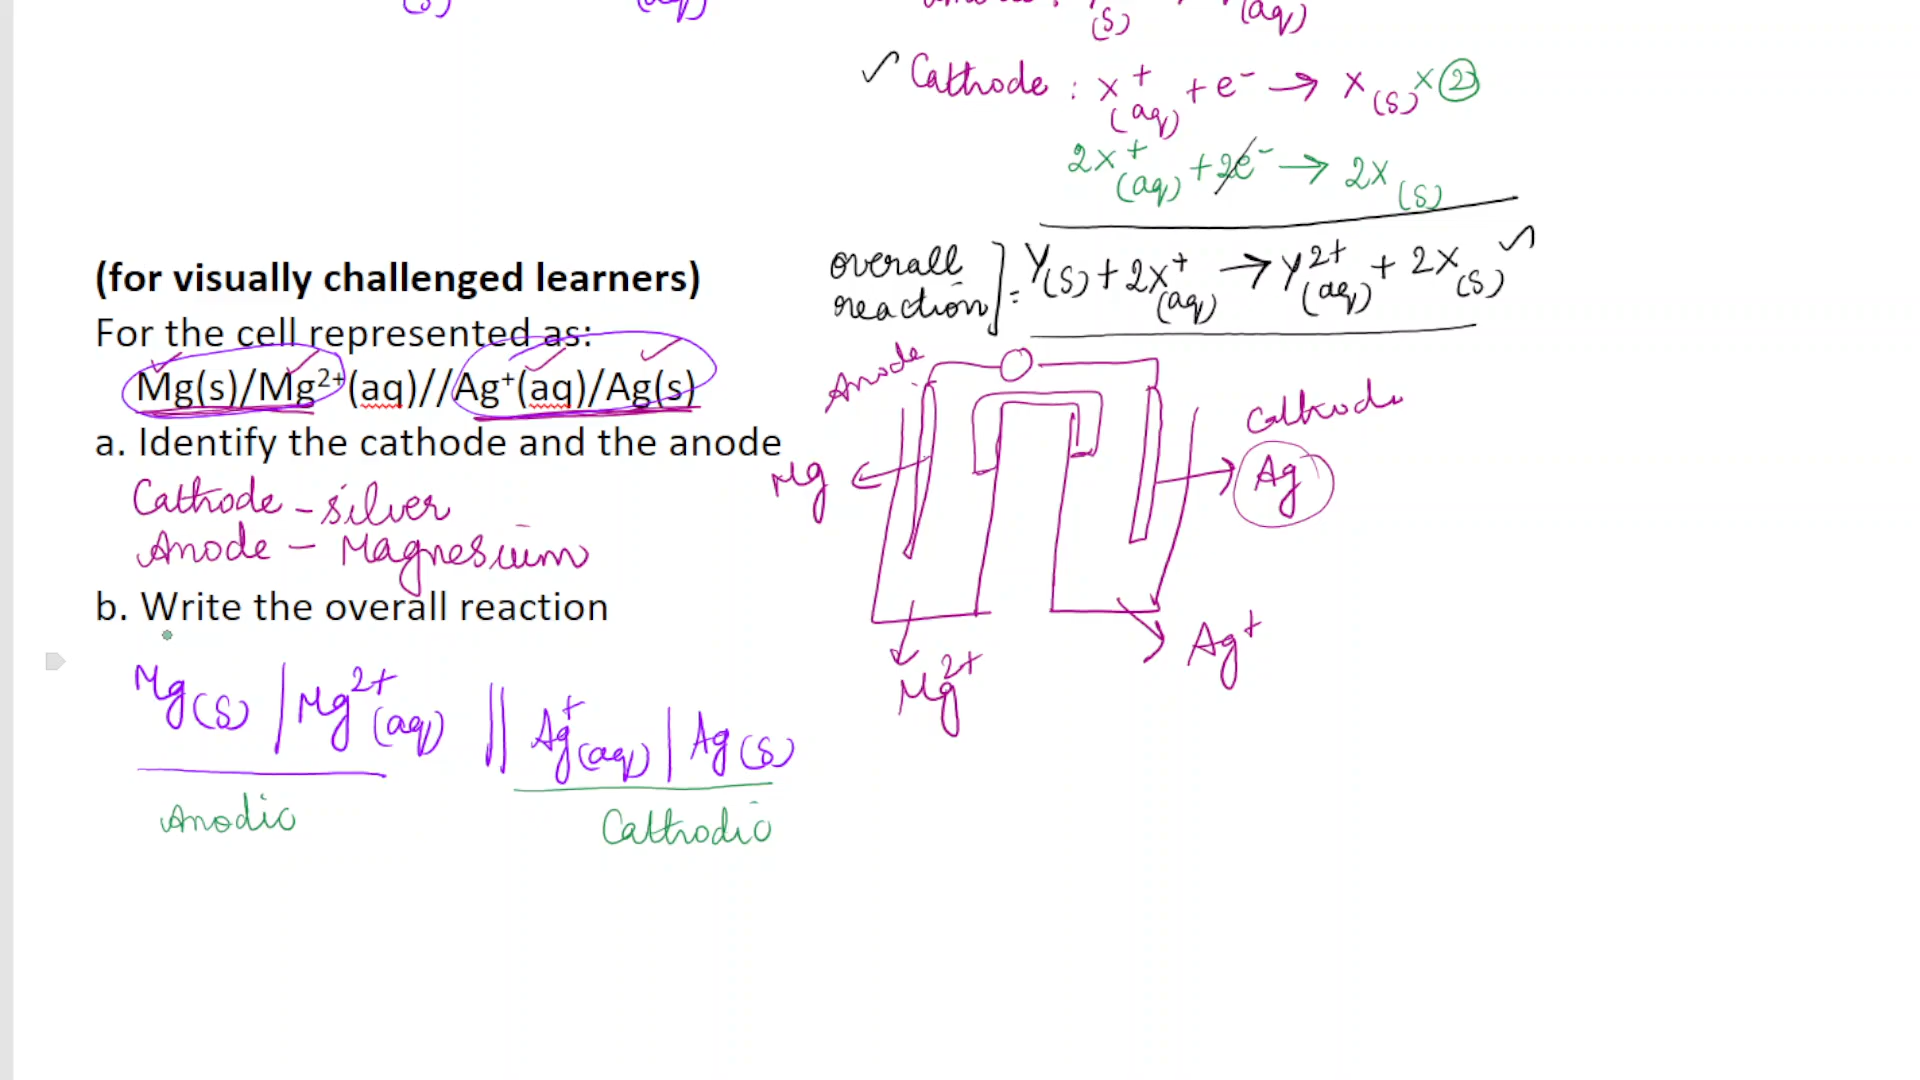 (s) (aq) (s) (aq)
✓ Cathode : x⁺(aq) + e⁻ → x(s) × ②
2x⁺(aq) + 2e⁻ → 2x(s)
overall reaction] = Y(s) + 2x⁺(aq) → Y²⁺(aq) + 2x(s) ✓
(for visually challenged learners)
For the cell represented as:
Mg(s)/Mg²⁺(aq)//Ag⁺(aq)/Ag(s)
a. Identify the cathode and the anode
Cathode - silver
Anode - Magnesium
b. Write the overall reaction
Mg(s) | Mg²⁺(aq) || Ag⁺(aq) | Ag(s)
Anodic Cathodic
Anode
Cathode
Mg
Ag
Mg²⁺
Ag⁺